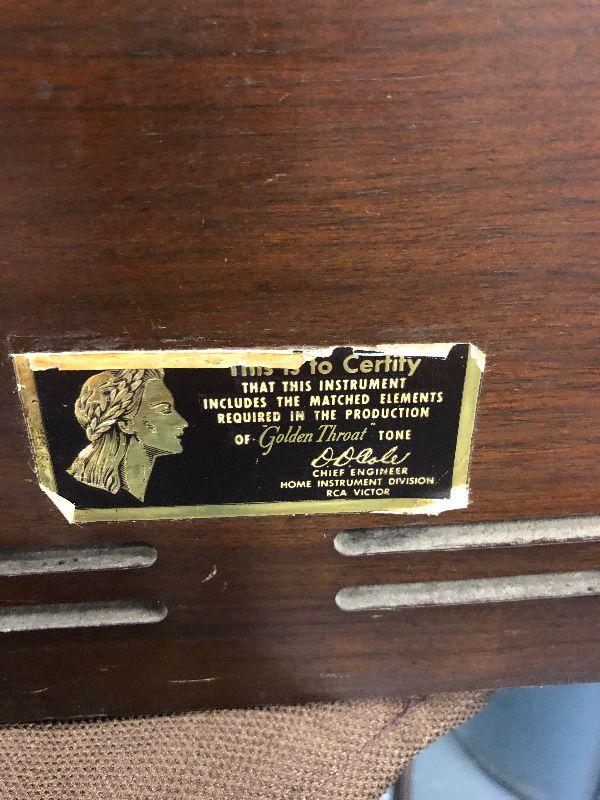 This is to Certify
THAT THIS INSTRUMENT
INCLUDES THE MATCHED ELEMENTS
REQUIRED IN THE PRODUCTION
OF "Golden Throat" TONE
D.D. Cole
CHIEF ENGINEER
HOME INSTRUMENT DIVISION
RCA VICTOR